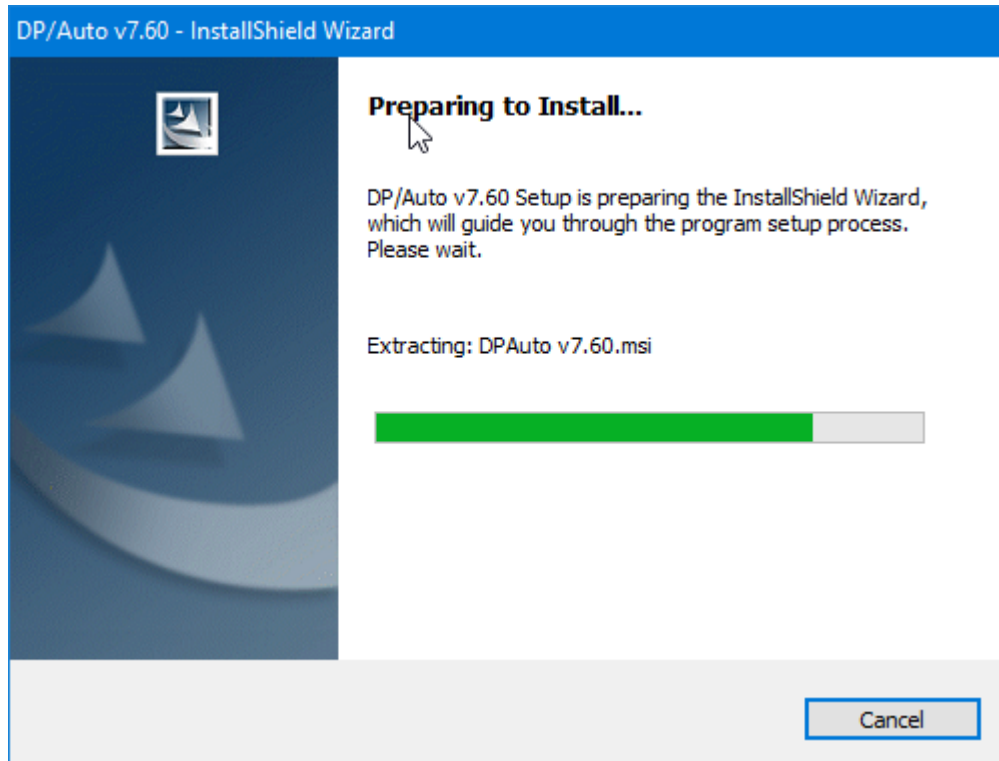 DP/Auto v7.60 - InstallShield Wizard
Preparing to Install...
DP/Auto v7.60 Setup is preparing the InstallShield Wizard,
which will guide you through the program setup process.
Please wait.
Extracting: DPAuto v7.60.msi
Cancel